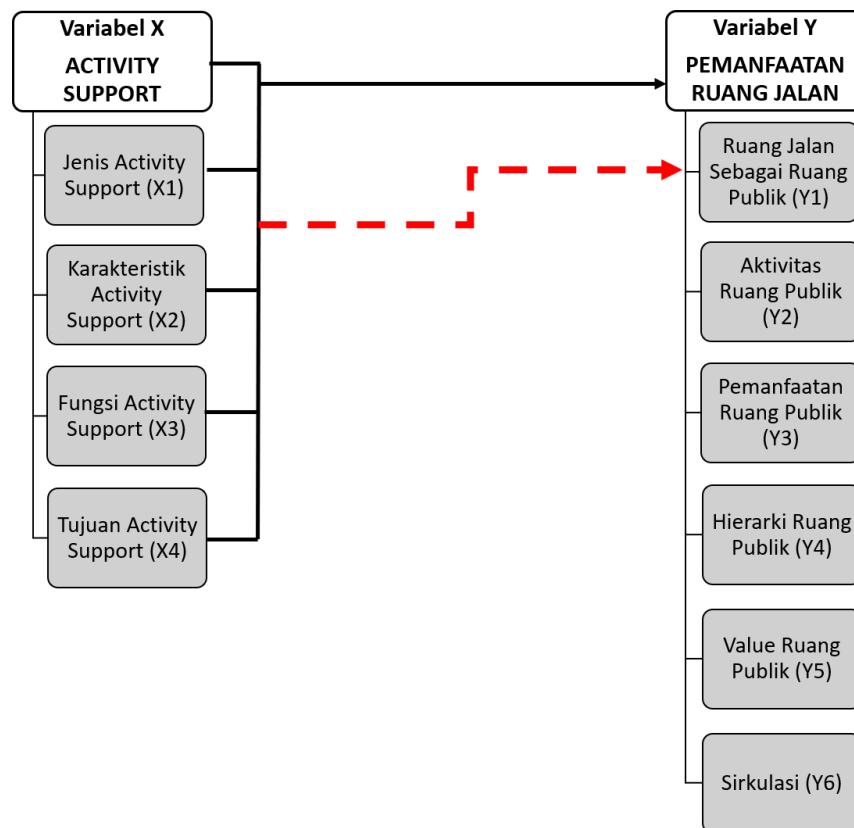 Variabel X
ACTIVITY
SUPPORT
Jenis Activity
Support (X1)
Karakteristik
Activity
Support (X2)
Fungsi Activity
Support (X3)
Tujuan Activity
Support (X4)
Variabel Y
PEMANFAATAN
RUANG JALAN
Ruang Jalan
Sebagai Ruang
Publik (Y1)
Aktivitas
Ruang Publik
(Y2)
Pemanfaatan
Ruang Publik
(Y3)
Hierarki Ruang
Publik (Y4)
Value Ruang
Publik (Y5)
Sirkulasi (Y6)